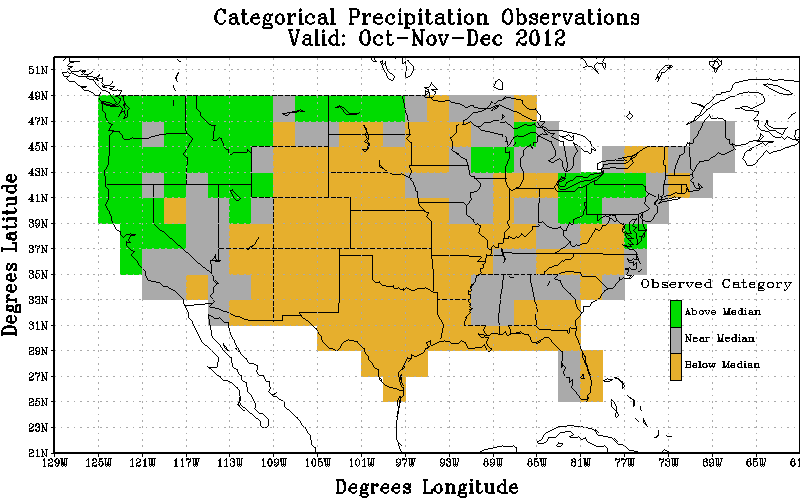 Categorical Precipitation Observations
Valid: Oct-Nov-Dec 2012
Degrees Latitude
51N
49N
47N
45N
43N
41N
39N
37N
35N
33N
31N
29N
27N
25N
23N
21N
Observed Category
Above Median
Near Median
Below Median
129W 125W 121W 117W 113W 109W 105W 97W 93W 89W 85W 81W 77W 73W 69W 65W 61
Degrees Longitude